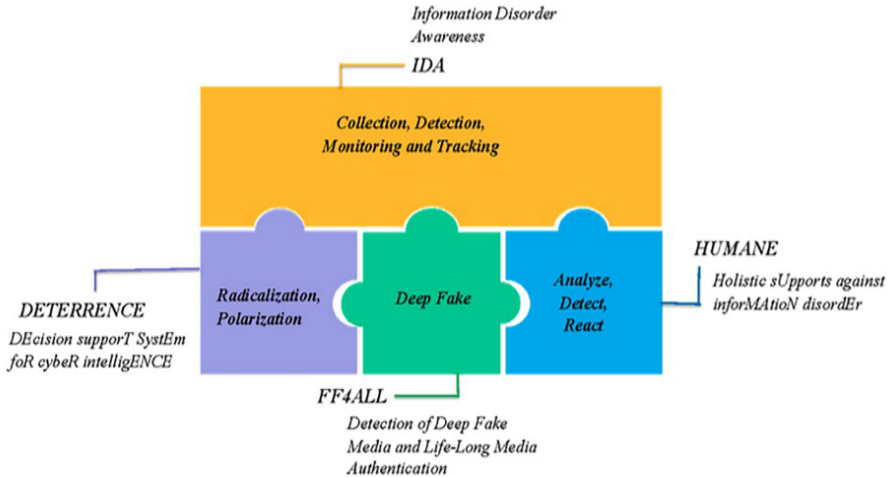 Information Disorder
Awareness
IDA
Collection, Detection,
Monitoring and Tracking
HUMANE
Holistic sUpports against
inforMAtioN disordEr
Analyze,
Detect,
React
Deep Fake
Radicalization,
Polarization
DETERRENCE
DEcision supporT SystEm
foR cybeR intelligENCE
FF4ALL
Detection of Deep Fake
Media and Life-Long Media
Authentication